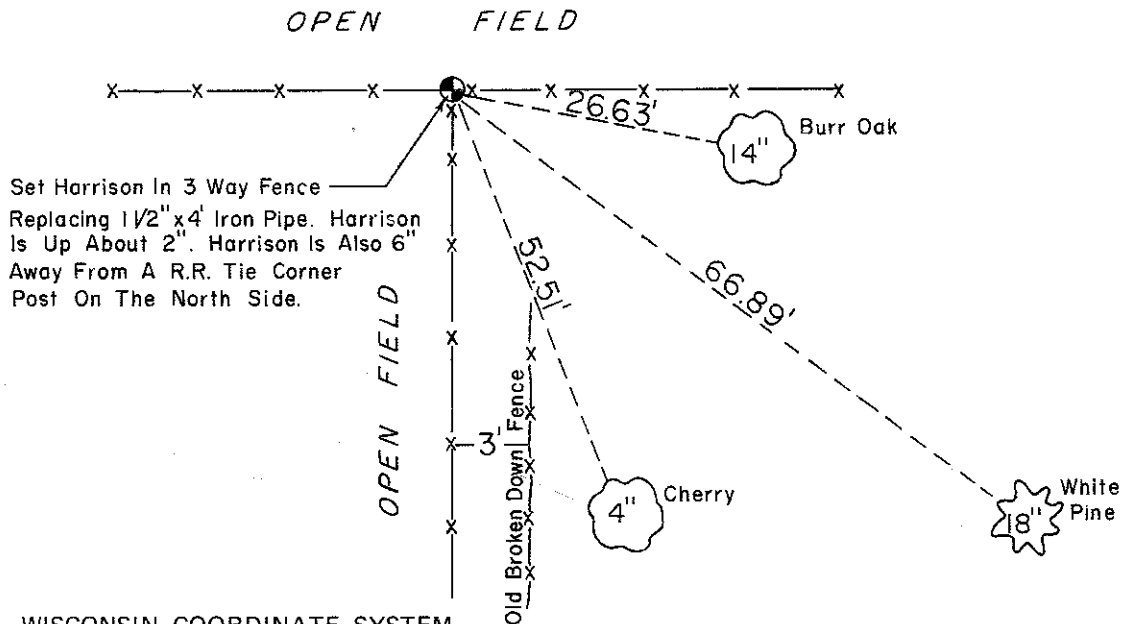 OPEN FIELD
26.63'
Burr Oak
14"
Set Harrison In 3 Way Fence
Replacing 1 1/2" x 4' Iron Pipe. Harrison
Is Up About 2". Harrison Is Also 6"
Away From A R.R. Tie Corner
Post On The North Side.
52.51'
66.89'
OPEN FIELD
3'
Old Broken Down Fence
4"
Cherry
18"
White
Pine
WISCONSIN COORDINATE SYSTEM